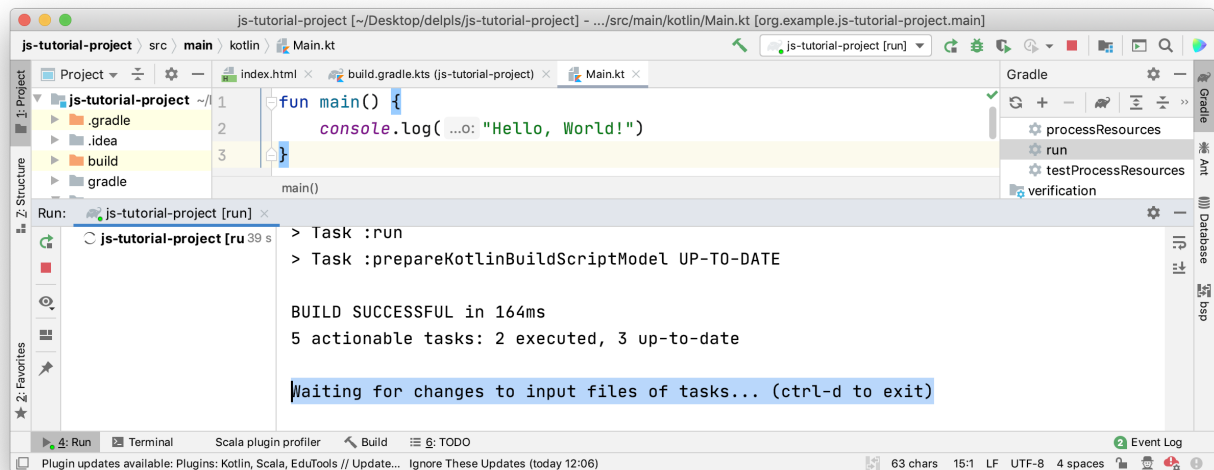 js-tutorial-project [~/Desktop/delpls/js-tutorial-project] - .../src/main/kotlin/Main.kt [org.example.js-tutorial-project.main]
js-tutorial-project src main kotlin Main.kt
js-tutorial-project [run]
1: Project
Z: Structure
2: Favorites
Project
js-tutorial-project ~/
.gradle
.idea
build
gradle
index.html
build.gradle.kts (js-tutorial-project)
Main.kt
1 fun main() {
2 console.log( ...o: "Hello, World!")
3 }
main()
Gradle
processResources
run
testProcessResources
verification
Gradle
Ant
Database
bsp
Run: js-tutorial-project [run]
js-tutorial-project [ru 39 s
> Task :run
> Task :prepareKotlinBuildScriptModel UP-TO-DATE
BUILD SUCCESSFUL in 164ms
5 actionable tasks: 2 executed, 3 up-to-date
Waiting for changes to input files of tasks... (ctrl-d to exit)
4: Run Terminal Scala plugin profiler Build 6: TODO 2 Event Log
Plugin updates available: Plugins: Kotlin, Scala, EduTools // Update... Ignore These Updates (today 12:06) 63 chars 15:1 LF UTF-8 4 spaces